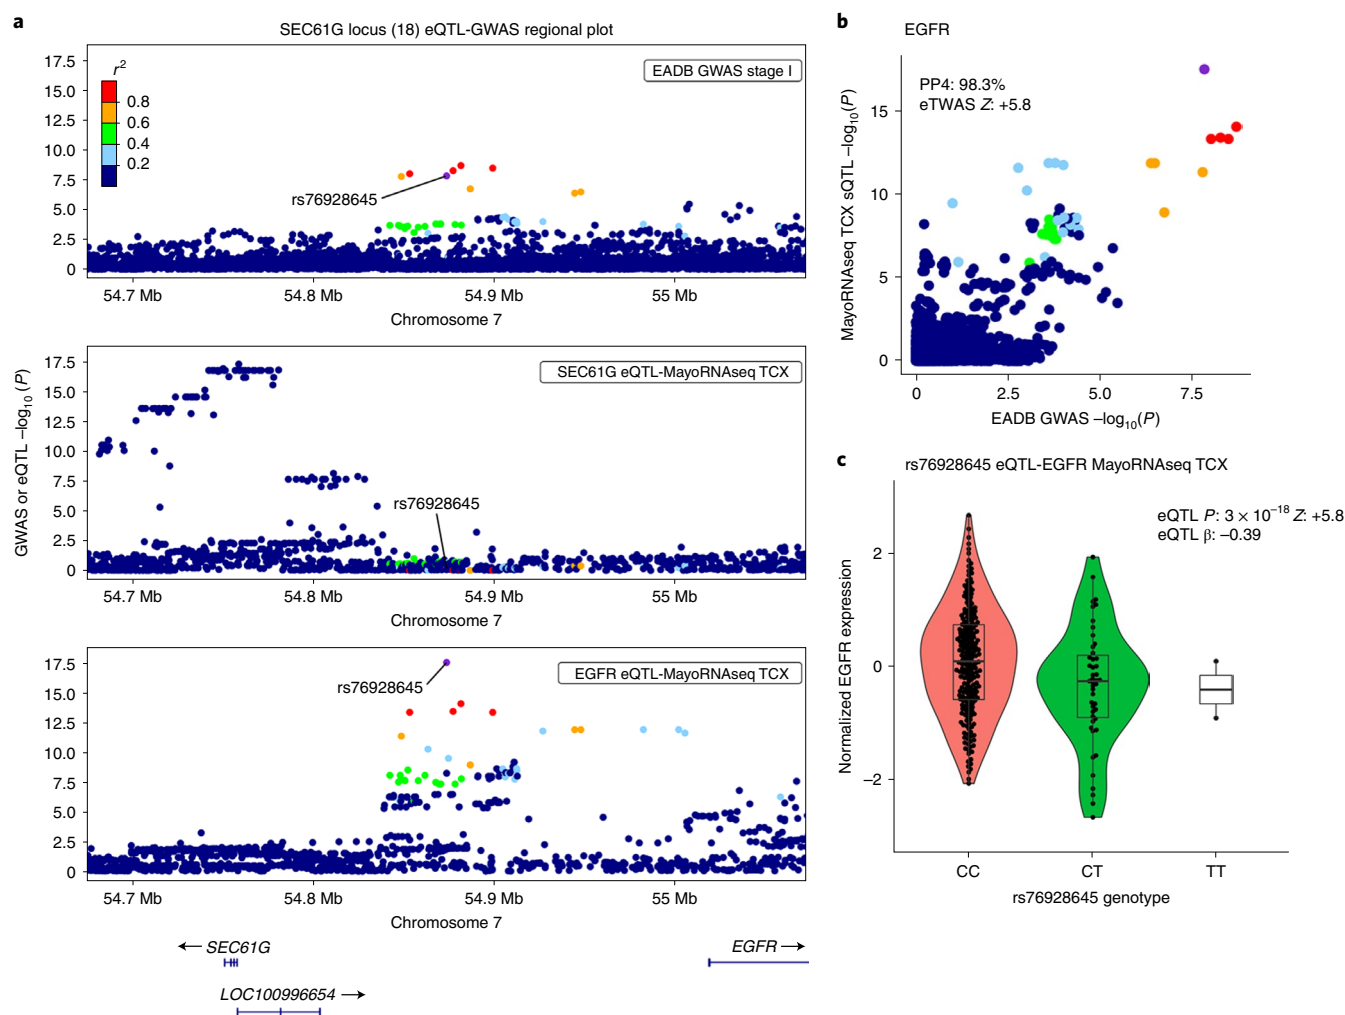 a
SEC61G locus (18) eQTL-GWAS regional plot
GWAS or eQTL –log10(P)
17.5
15.0
12.5
10.0
7.5
5.0
2.5
0
r2
0.8
0.6
0.4
0.2
EADB GWAS stage I
rs76928645
54.7 Mb 54.8 Mb 54.9 Mb 55 Mb
Chromosome 7
17.5
15.0
12.5
10.0
7.5
5.0
2.5
0
SEC61G eQTL-MayoRNAseq TCX
rs76928645
54.7 Mb 54.8 Mb 54.9 Mb 55 Mb
Chromosome 7
17.5
15.0
12.5
10.0
7.5
5.0
2.5
0
EGFR eQTL-MayoRNAseq TCX
rs76928645
54.7 Mb 54.8 Mb 54.9 Mb 55 Mb
Chromosome 7
SEC61G
EGFR
LOC100996654
b
EGFR
MayoRNAseq TCX sQTL –log10(P)
PP4: 98.3%
eTWAS Z: +5.8
15
10
5
0
0 2.5 5.0 7.5
EADB GWAS –log10(P)
c
rs76928645 eQTL-EGFR MayoRNAseq TCX
eQTL P: 3 × 10−18 Z: +5.8
eQTL β: –0.39
Normalized EGFR expression
2
0
–2
CC CT TT
rs76928645 genotype